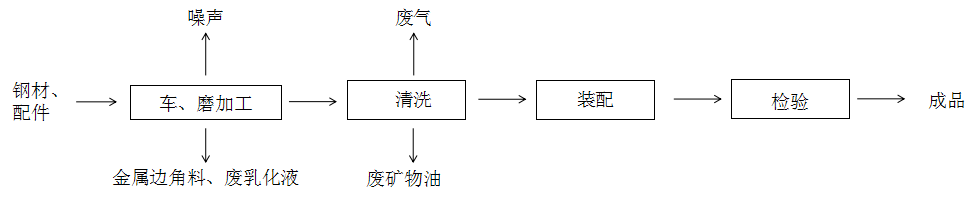 噪声
废气
钢材、
配件
车、磨加工
清洗
装配
检验
成品
金属边角料、废乳化液
废矿物油